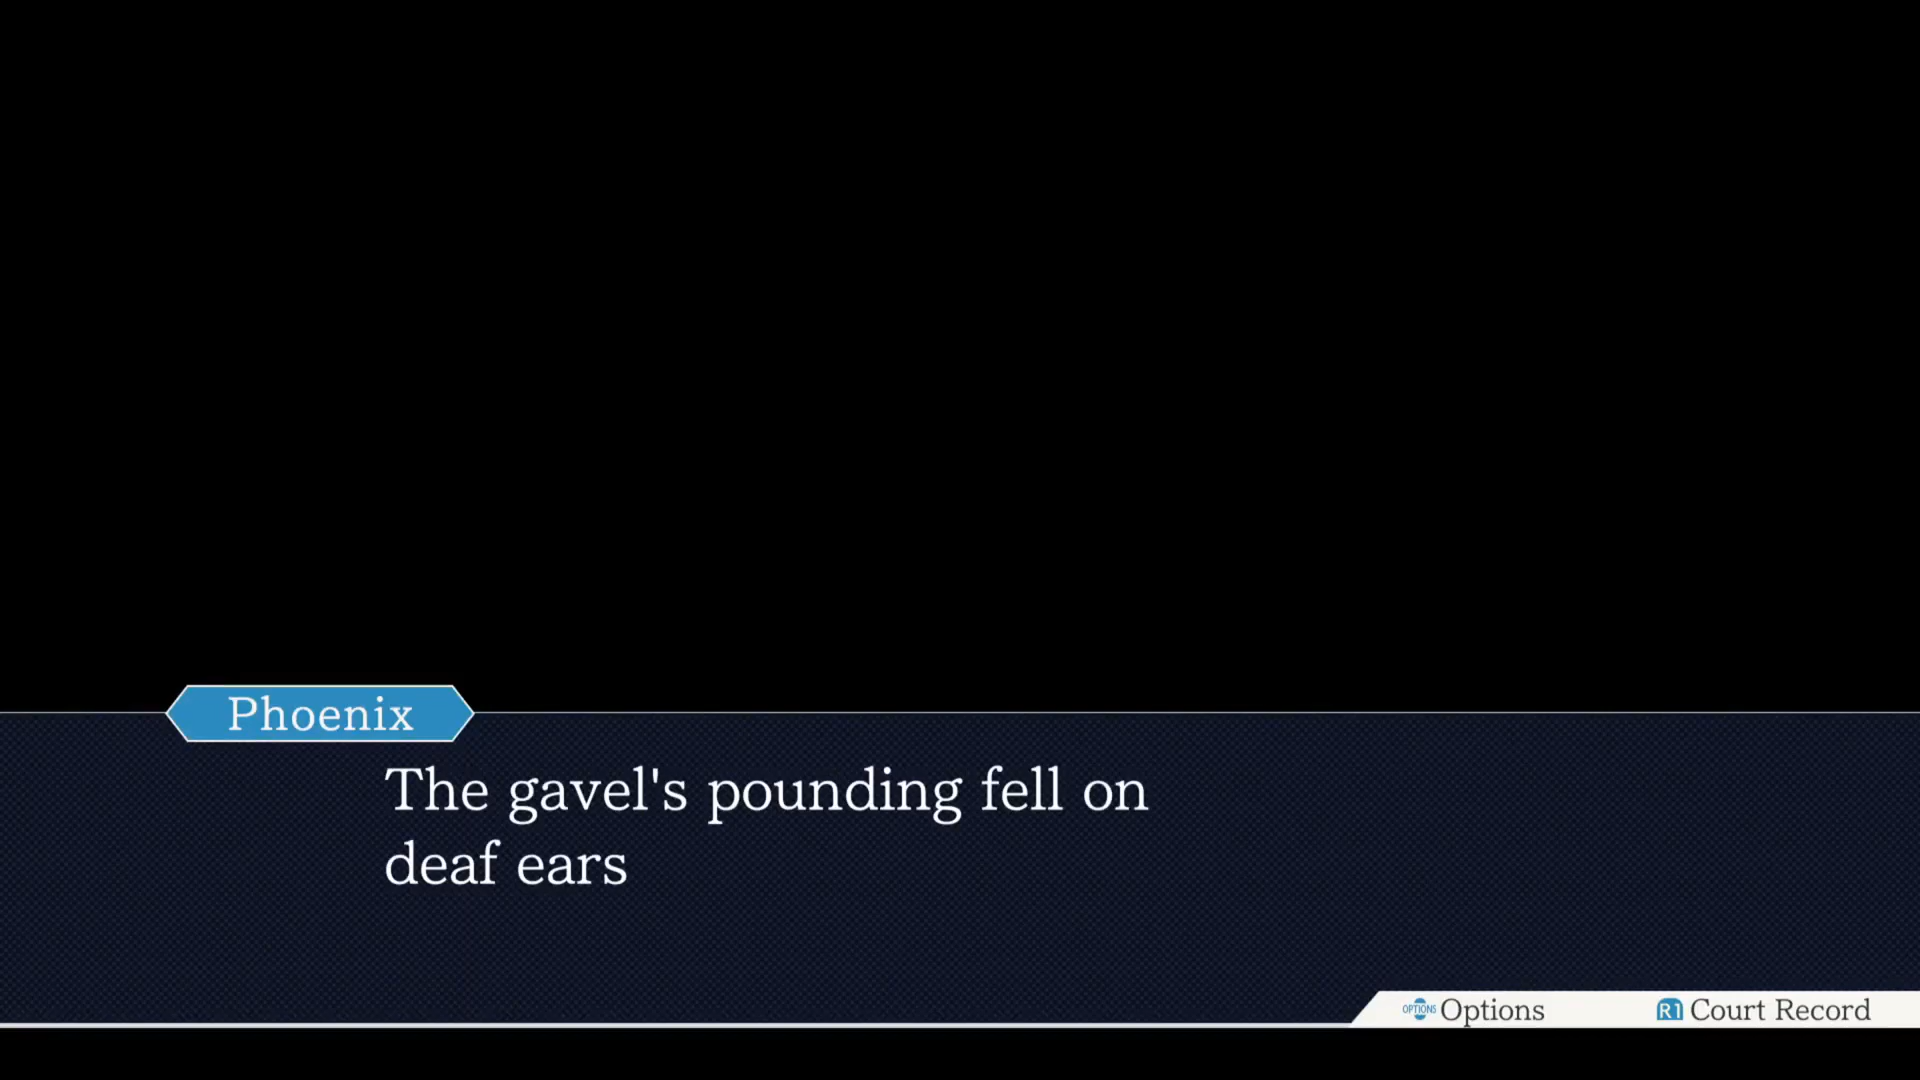 Phoenix
The gavel's pounding fell on
deaf ears
OPTIONS Options
R1 Court Record